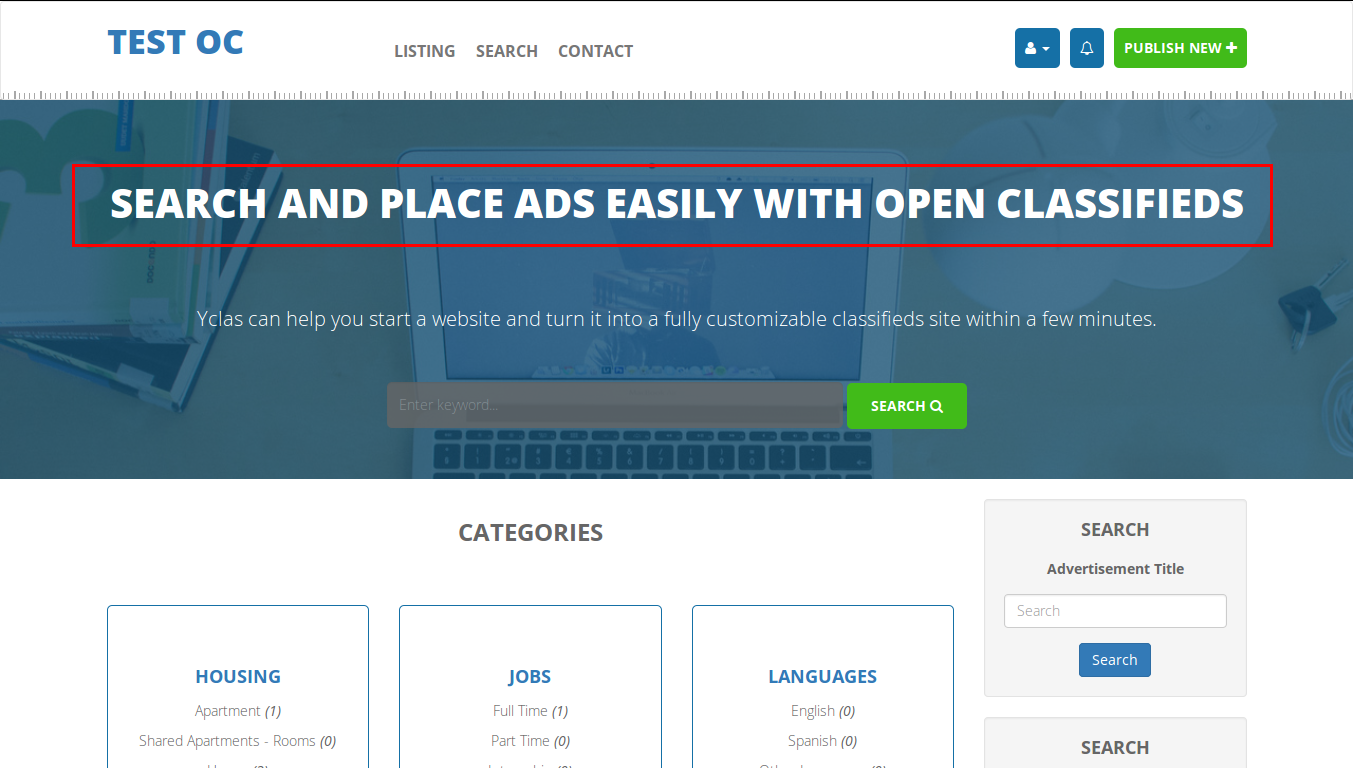 TEST OC
LISTING SEARCH CONTACT
PUBLISH NEW
SEARCH AND PLACE ADS EASILY WITH OPEN CLASSIFIEDS
Yclas can help you start a website and turn it into a fully customizable classifieds site within a few minutes.
Enter keyword...
SEARCH
CATEGORIES
HOUSING
Apartment (1)
Shared Apartments - Rooms (0)
JOBS
Full Time (1)
Part Time (0)
LANGUAGES
English (0)
Spanish (0)
SEARCH
Advertisement Title
Search
Search
SEARCH